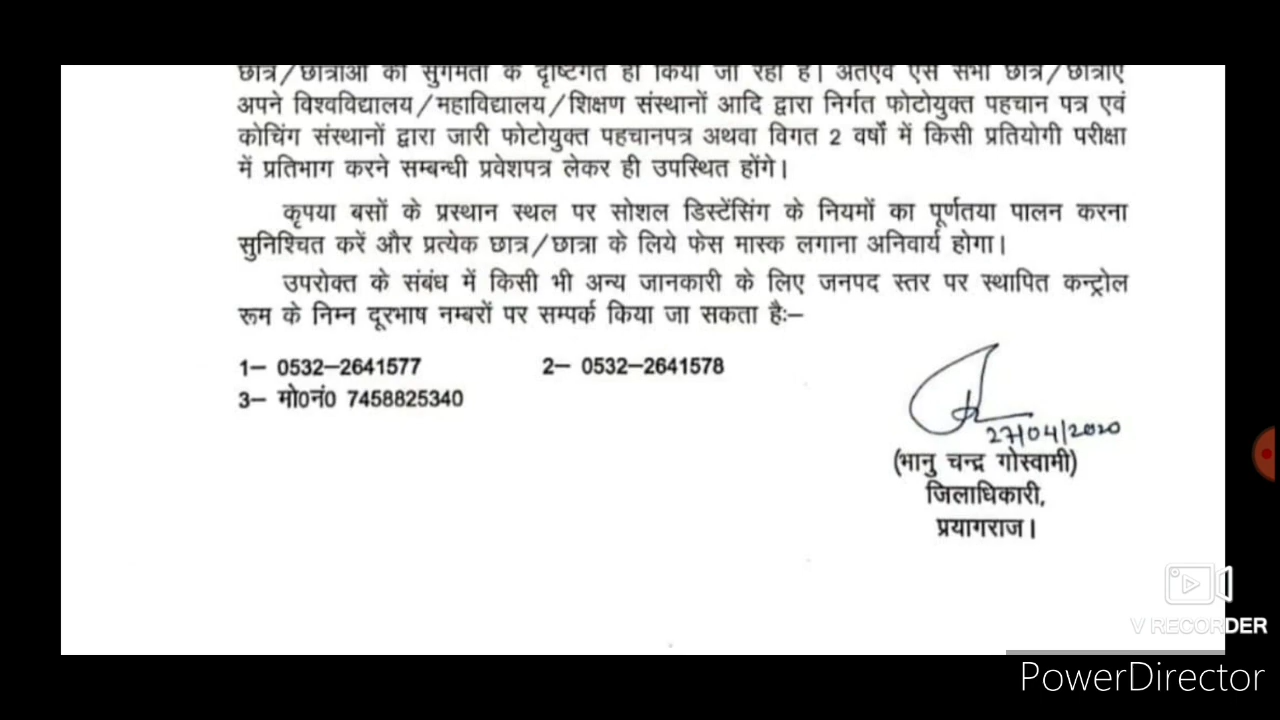 छात्र/छात्राओं की सुगमता के दृष्टिगत ही किया जा रहा है। अतएव ऐसे सभी छात्र/छात्राएं
अपने विश्वविद्यालय/महाविद्यालय/शिक्षण संस्थानों आदि द्वारा निर्गत फोटोयुक्त पहचान पत्र एवं
कोचिंग संस्थानों द्वारा जारी फोटोयुक्त पहचानपत्र अथवा विगत 2 वर्षों में किसी प्रतियोगी परीक्षा
में प्रतिभाग करने सम्बन्धी प्रवेशपत्र लेकर ही उपस्थित होंगे।
कृपया बसों के प्रस्थान स्थल पर सोशल डिस्टेंसिंग के नियमों का पूर्णतया पालन करना
सुनिश्चित करें और प्रत्येक छात्र/छात्रा के लिये फेस मास्क लगाना अनिवार्य होगा।
उपरोक्त के संबंध में किसी भी अन्य जानकारी के लिए जनपद स्तर पर स्थापित कन्ट्रोल
रूम के निम्न दूरभाष नम्बरों पर सम्पर्क किया जा सकता हैः–
1– 0532–2641577 2– 0532–2641578
3– मो0नं0 7458825340
27/04/2020
(भानु चन्द्र गोस्वामी)
जिलाधिकारी,
प्रयागराज।
V RECORDER
PowerDirector